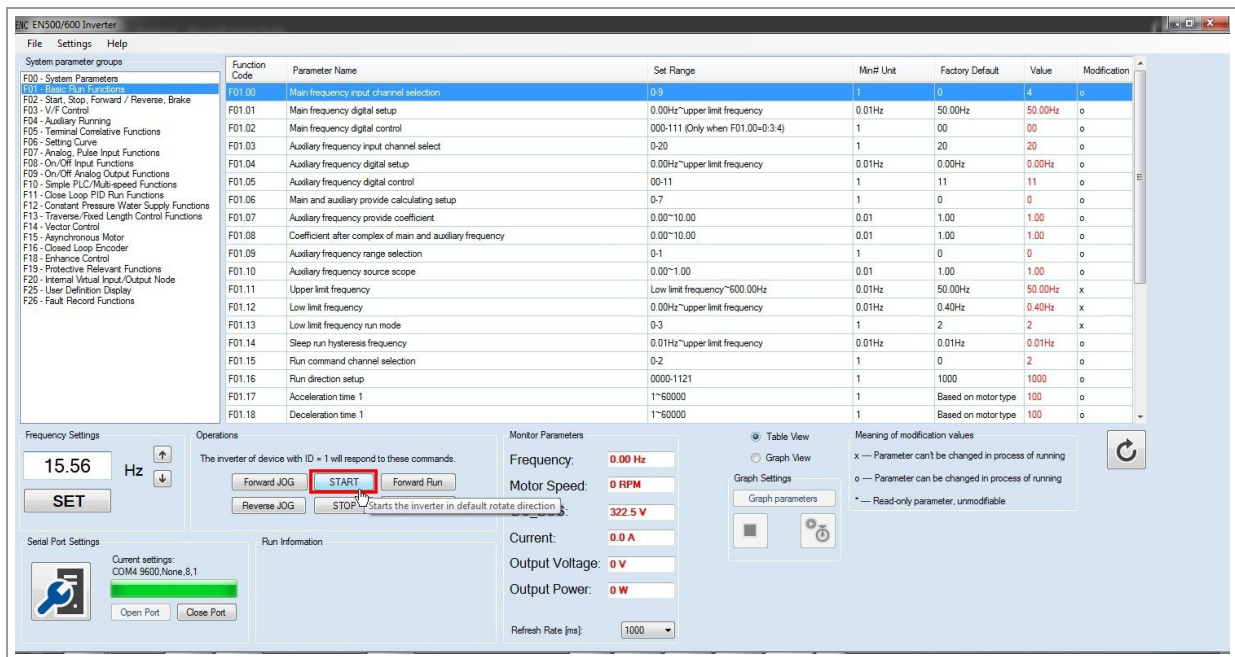 ENC EN500/600 Inverter
File Settings Help
System parameter groups
F00 - System Parameters
F01 - Basic Run Functions
F02 - Start, Stop, Forward / Reverse, Brake
F03 - V/F Control
F04 - Auxiliary Running
F05 - Terminal Correlative Functions
F06 - Setting Curve
F07 - Analog, Pulse Input Functions
F08 - On/Off Input Functions
F09 - On/Off Analog Output Functions
F10 - Simple PLC/Multi-speed Functions
F11 - Close Loop PID Run Functions
F12 - Constant Pressure Water Supply Functions
F13 - Traverse/Fixed Length Control Functions
F14 - Vector Control
F15 - Asynchronous Motor
F16 - Closed Loop Encoder
F18 - Enhance Control
F19 - Protective Relevant Functions
F20 - Internal Virtual Input/Output Node
F25 - User Definition Display
F26 - Fault Record Functions
Function Code Parameter Name Set Range Min# Unit Factory Default Value Modification
F01.00 Main frequency input channel selection 0-9 1 0 4 o
F01.01 Main frequency digital setup 0.00Hz~upper limit frequency 0.01Hz 50.00Hz 50.00Hz o
F01.02 Main frequency digital control 000-111 (Only when F01.00=0:3:4) 1 00 00 o
F01.03 Auxiliary frequency input channel select 0-20 1 20 20 o
F01.04 Auxiliary frequency digital setup 0.00Hz~upper limit frequency 0.01Hz 0.00Hz 0.00Hz o
F01.05 Auxiliary frequency digital control 00-11 1 11 11 o
F01.06 Main and auxiliary provide calculating setup 0-7 1 0 0 o
F01.07 Auxiliary frequency provide coefficient 0.00~10.00 0.01 1.00 1.00 o
F01.08 Coefficient after complex of main and auxiliary frequency 0.00~10.00 0.01 1.00 1.00 o
F01.09 Auxiliary frequency range selection 0-1 1 0 0 o
F01.10 Auxiliary frequency source scope 0.00~1.00 0.01 1.00 1.00 o
F01.11 Upper limit frequency Low limit frequency~600.00Hz 0.01Hz 50.00Hz 50.00Hz x
F01.12 Low limit frequency 0.00Hz~upper limit frequency 0.01Hz 0.40Hz 0.40Hz x
F01.13 Low limit frequency run mode 0-3 1 2 2 x
F01.14 Sleep run hysteresis frequency 0.01Hz~upper limit frequency 0.01Hz 0.01Hz 0.01Hz o
F01.15 Run command channel selection 0-2 1 0 2 o
F01.16 Run direction setup 0000-1121 1 1000 1000 o
F01.17 Acceleration time 1 1~60000 1 Based on motor type 100 o
F01.18 Deceleration time 1 1~60000 1 Based on motor type 100 o
Frequency Settings
15.56 Hz
SET
Operations
The inverter of device with ID = 1 will respond to these commands.
Forward JOG START Forward Run
Reverse JOG STOP
Starts the inverter in default rotate direction
Monitor Parameters
Frequency: 0.00 Hz
Motor Speed: 0 RPM
322.5 V
Current: 0.0 A
Output Voltage: 0 V
Output Power: 0 W
Refresh Rate [ms]: 1000
Table View
Graph View
Graph Settings
Graph parameters
Meaning of modification values
x --- Parameter can't be changed in process of running
o --- Parameter can be changed in process of running
* --- Read-only parameter, unmodifiable
Serial Port Settings
Current settings:
COM4 9600,None,8,1
Open Port Close Port
Run Information